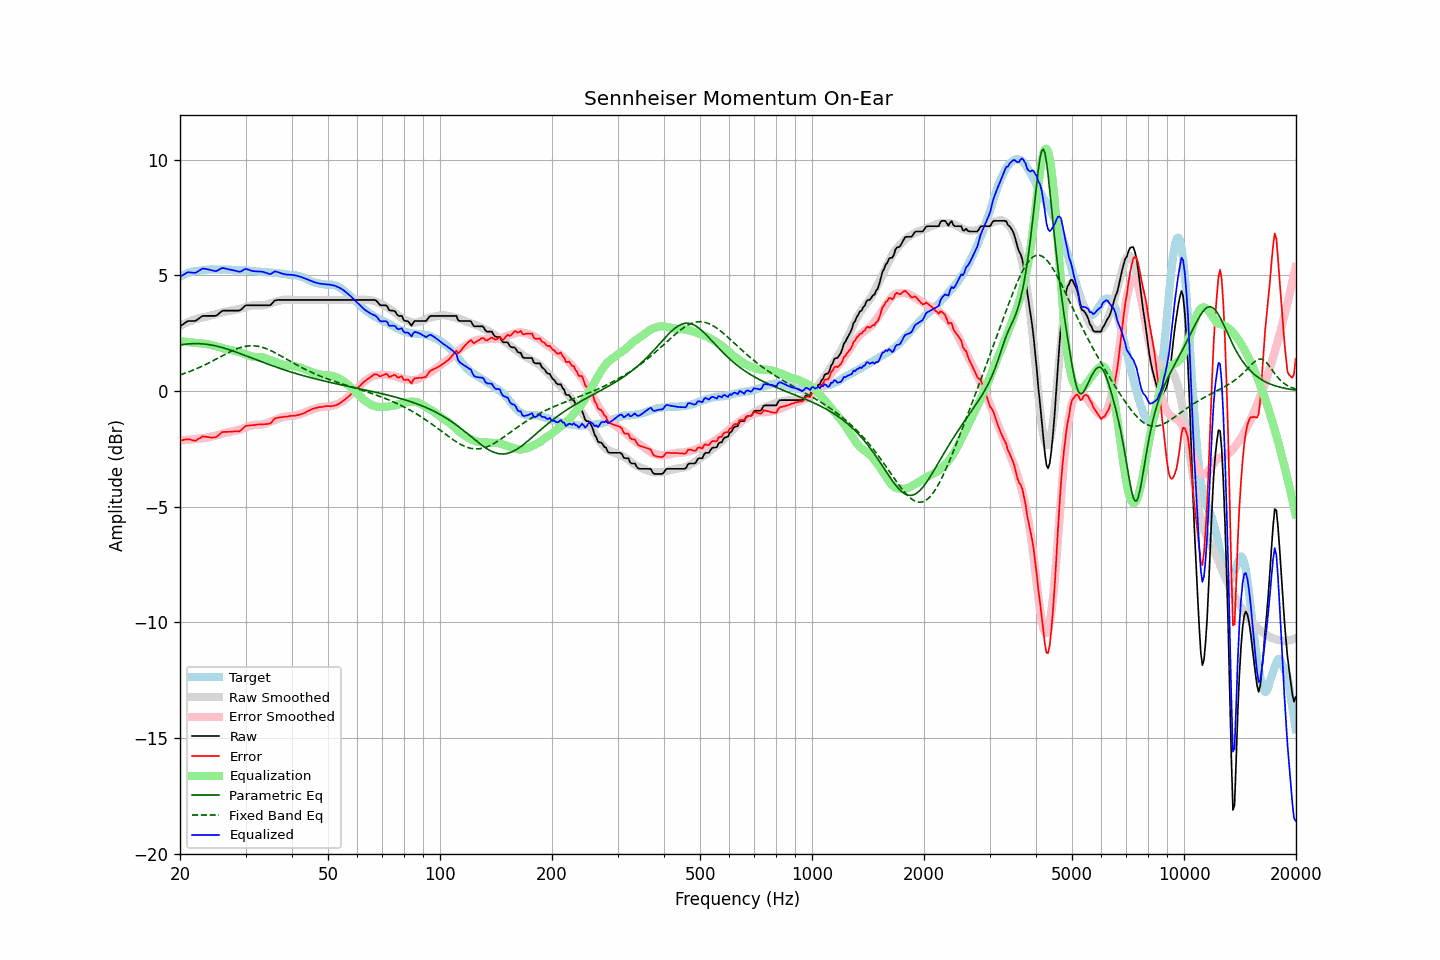 Sennheiser Momentum On-Ear
10
5
0
−5
−10
−15
−20
Amplitude (dBr)
Target
Raw Smoothed
Error Smoothed
Raw
Error
Equalization
Parametric Eq
Fixed Band Eq
Equalized
20 50 100 200 500 1000 2000 5000 10000 20000
Frequency (Hz)